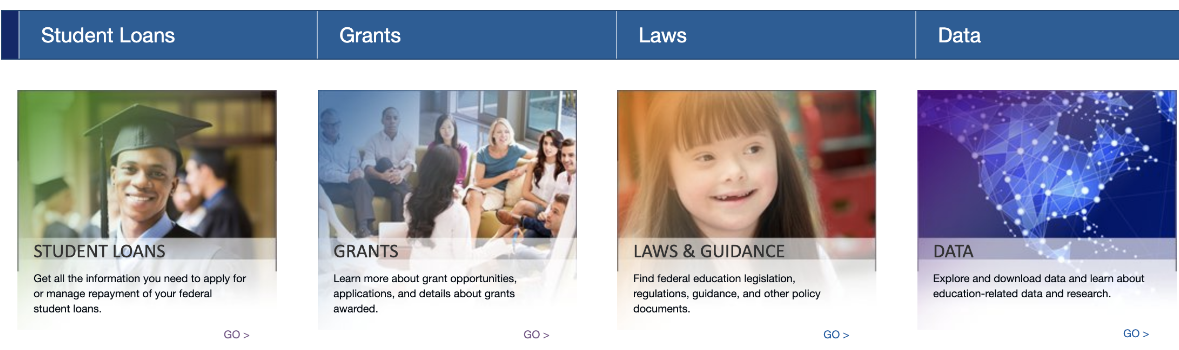 Student Loans
Grants
Laws
Data
STUDENT LOANS
Get all the information you need to apply for
or manage repayment of your federal
student loans.
GO >
GRANTS
Learn more about grant opportunities,
applications, and details about grants
awarded.
GO >
LAWS & GUIDANCE
Find federal education legislation,
regulations, guidance, and other policy
documents.
GO >
DATA
Explore and download data and learn about
education-related data and research.
GO >